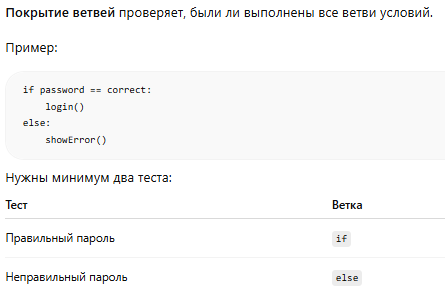 Покрытие ветвей проверяет, были ли выполнены все ветви условий.
Пример:
if password == correct:
    login()
else:
    showError()
Нужны минимум два теста:
Тест Ветка
Правильный пароль if
Неправильный пароль else